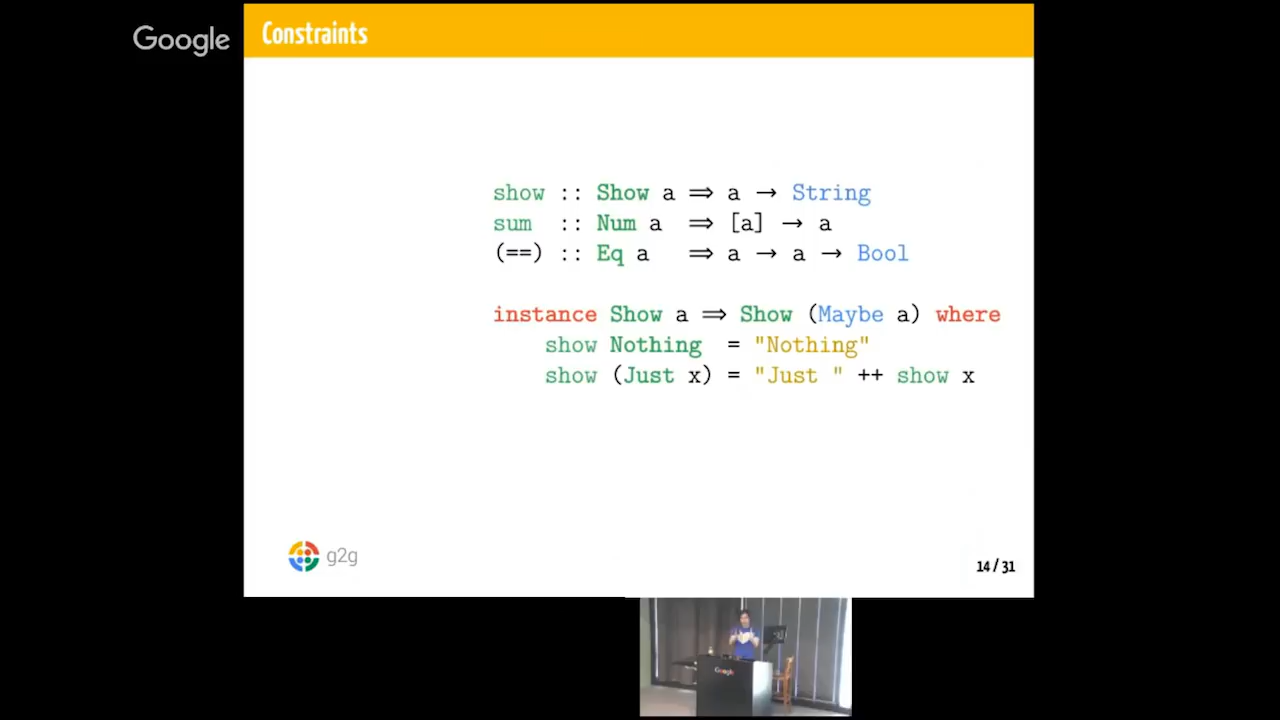 Google
Constraints
show :: Show a ⇒ a → String
sum :: Num a ⇒ [a] → a
(==) :: Eq a ⇒ a → a → Bool
instance Show a ⇒ Show (Maybe a) where
show Nothing = "Nothing"
show (Just x) = "Just " ++ show x
g2g
14 / 31
Google